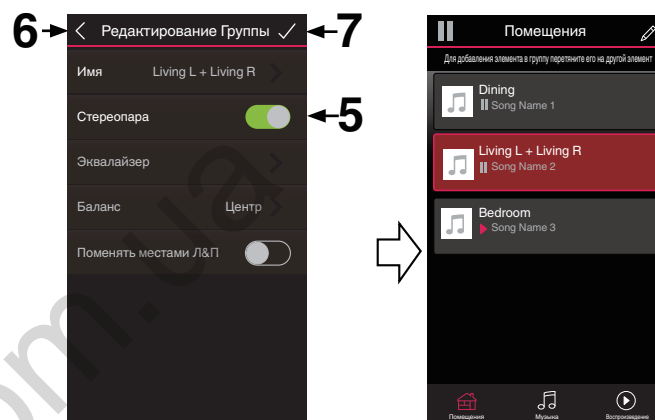 6
Редактирование Группы
7
Имя Living L + Living R
Стереопара
5
Эквалайзер
Баланс Центр
Поменять местами Л&П
Помещения
Для добавления элемента в группу перетяните его на другой элемент
Dining
Song Name 1
Living L + Living R
Song Name 2
Bedroom
Song Name 3
Помещения Музыка Воспроизведение
om.ua